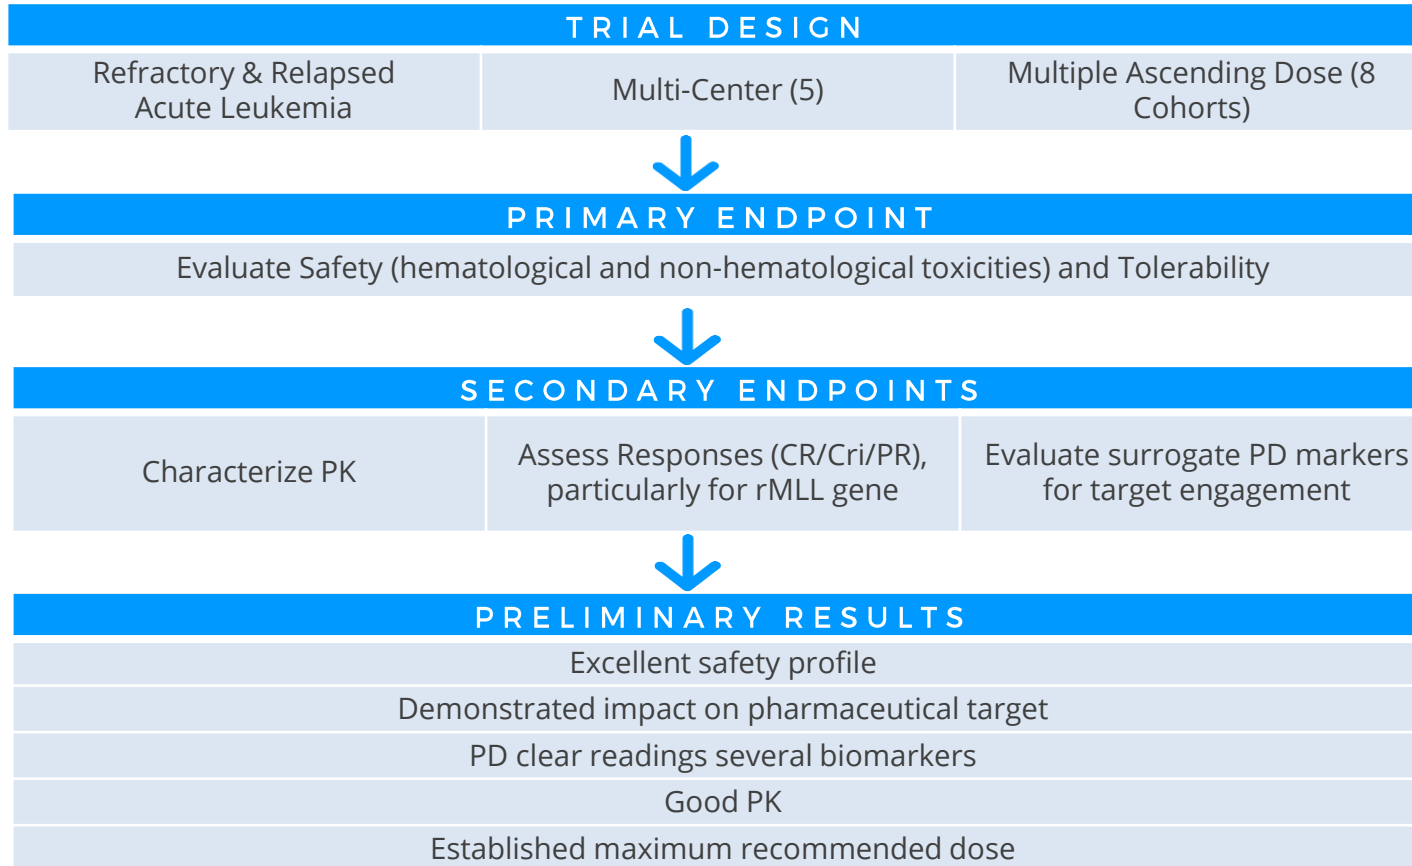 TRIAL DESIGN
Refractory & Relapsed
Acute Leukemia
Multi-Center (5)
Multiple Ascending Dose (8
Cohorts)
PRIMARY ENDPOINT
Evaluate Safety (hematological and non-hematological toxicities) and Tolerability
SECONDARY ENDPOINTS
Characterize PK
Assess Responses (CR/Cri/PR),
particularly for rMLL gene
Evaluate surrogate PD markers
for target engagement
PRELIMINARY RESULTS
Excellent safety profile
Demonstrated impact on pharmaceutical target
PD clear readings several biomarkers
Good PK
Established maximum recommended dose